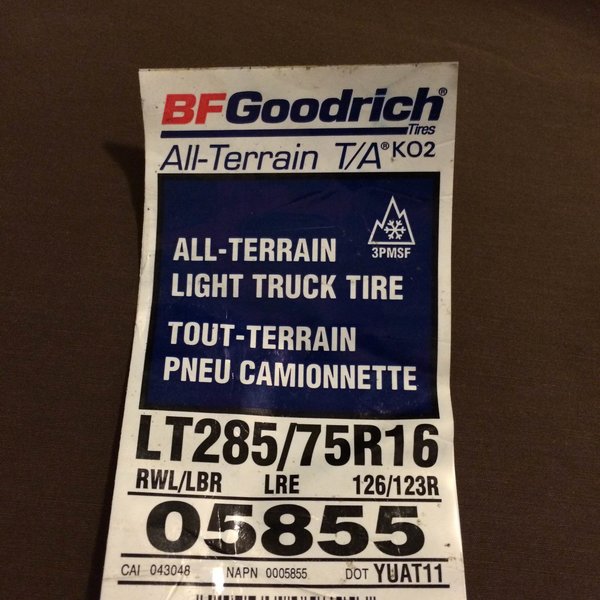 BFGoodrich®
Tires
All-Terrain T/A® KO2
3PMSF
ALL-TERRAIN
LIGHT TRUCK TIRE
TOUT-TERRAIN
PNEU CAMIONNETTE
LT285/75R16
RWL/LBR LRE 126/123R
05855
CAI 043048 NAPN 0005855 DOT YUAT11